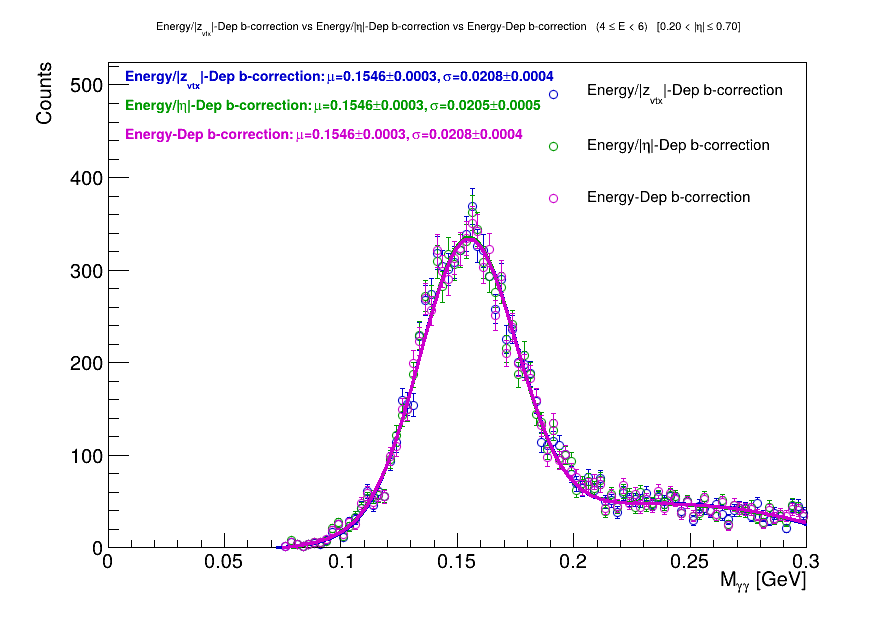 Energy/|z_vtx|-Dep b-correction vs Energy/|η|-Dep b-correction vs Energy-Dep b-correction (4 ≤ E < 6) [0.20 < |η| ≤ 0.70]
Counts
Energy/|z_vtx|-Dep b-correction: μ=0.1546±0.0003, σ=0.0208±0.0004
Energy/|η|-Dep b-correction: μ=0.1546±0.0003, σ=0.0205±0.0005
Energy-Dep b-correction: μ=0.1546±0.0003, σ=0.0208±0.0004
Energy/|z_vtx|-Dep b-correction
Energy/|η|-Dep b-correction
Energy-Dep b-correction
500
400
300
200
100
0
0 0.05 0.1 0.15 0.2 0.25 0.3
M_γγ [GeV]